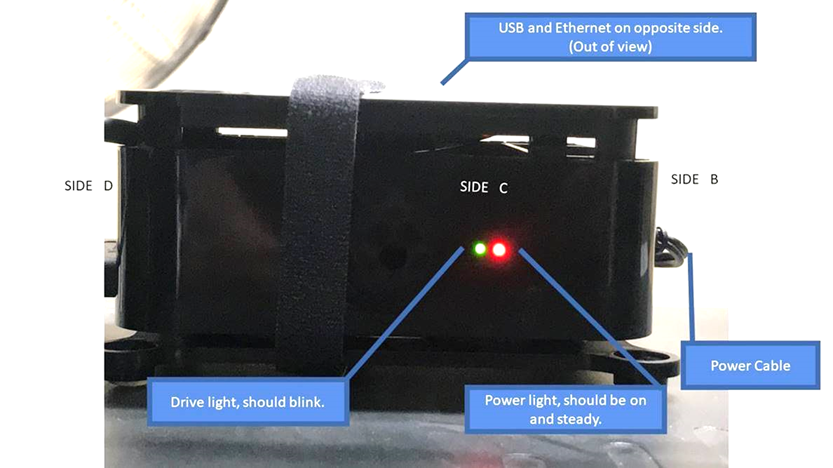 USB and Ethernet on opposite side.
(Out of view)
SIDE D
SIDE C
SIDE B
Power Cable
Drive light, should blink.
Power light, should be on
and steady.